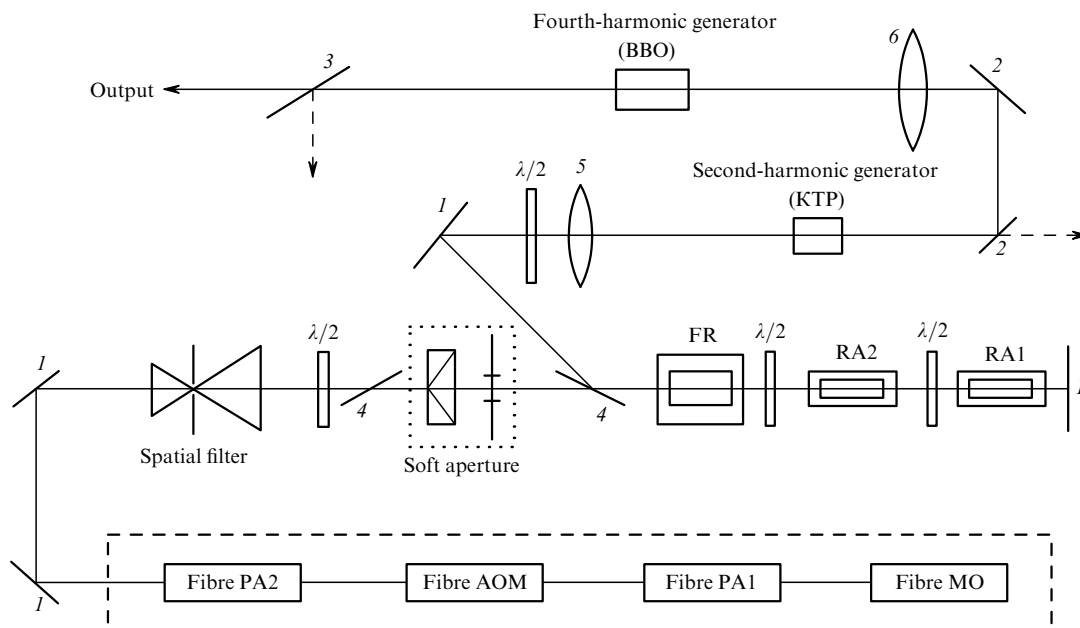 Fourth-harmonic generator
(BBO)
6
2
3
Output
Second-harmonic generator
(KTP)
λ/2
5
1
2
FR
λ/2
RA2
λ/2
RA1
1
λ/2
1
4
4
Spatial filter
Soft aperture
Fibre PA2
Fibre AOM
Fibre PA1
Fibre MO
1